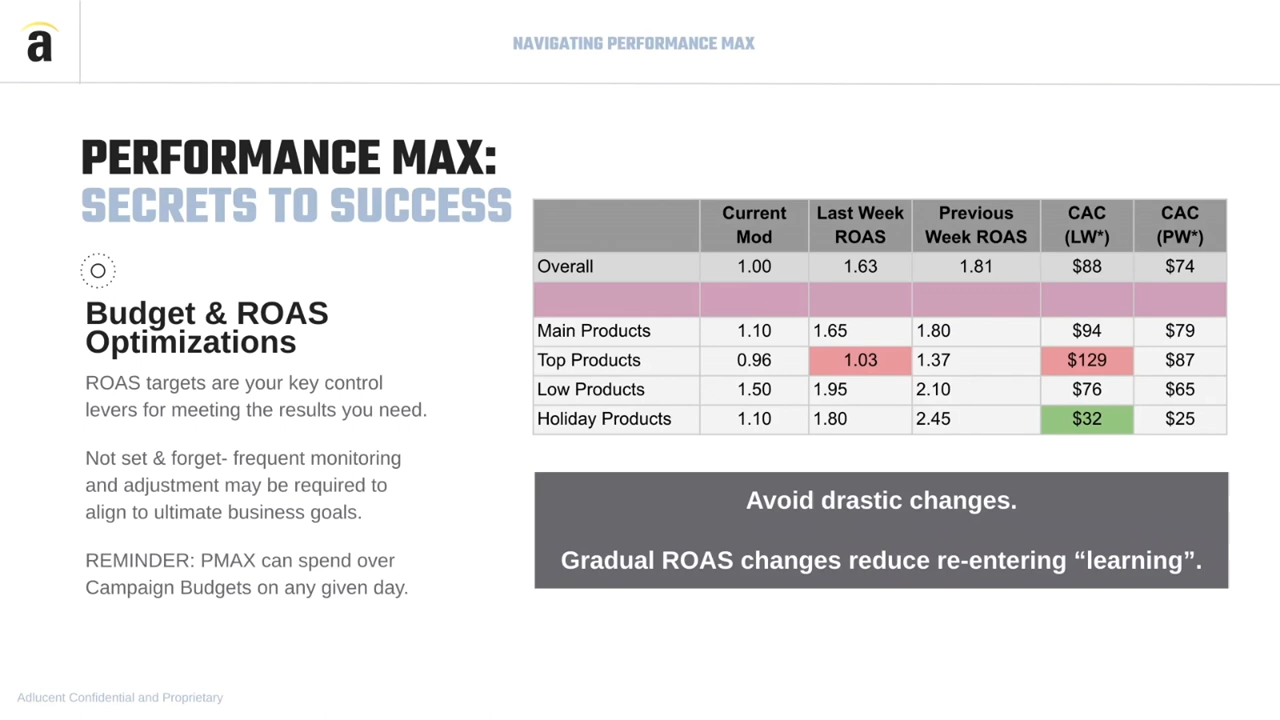 a
NAVIGATING PERFORMANCE MAX
PERFORMANCE MAX:
SECRETS TO SUCCESS
Budget & ROAS
Optimizations
ROAS targets are your key control
levers for meeting the results you need.
Not set & forget- frequent monitoring
and adjustment may be required to
align to ultimate business goals.
REMINDER: PMAX can spend over
Campaign Budgets on any given day.
Current Mod Last Week ROAS Previous Week ROAS CAC (LW*) CAC (PW*)
Overall 1.00 1.63 1.81 $88 $74
Main Products 1.10 1.65 1.80 $94 $79
Top Products 0.96 1.03 1.37 $129 $87
Low Products 1.50 1.95 2.10 $76 $65
Holiday Products 1.10 1.80 2.45 $32 $25
Avoid drastic changes.
Gradual ROAS changes reduce re-entering “learning”.
Adlucent Confidential and Proprietary